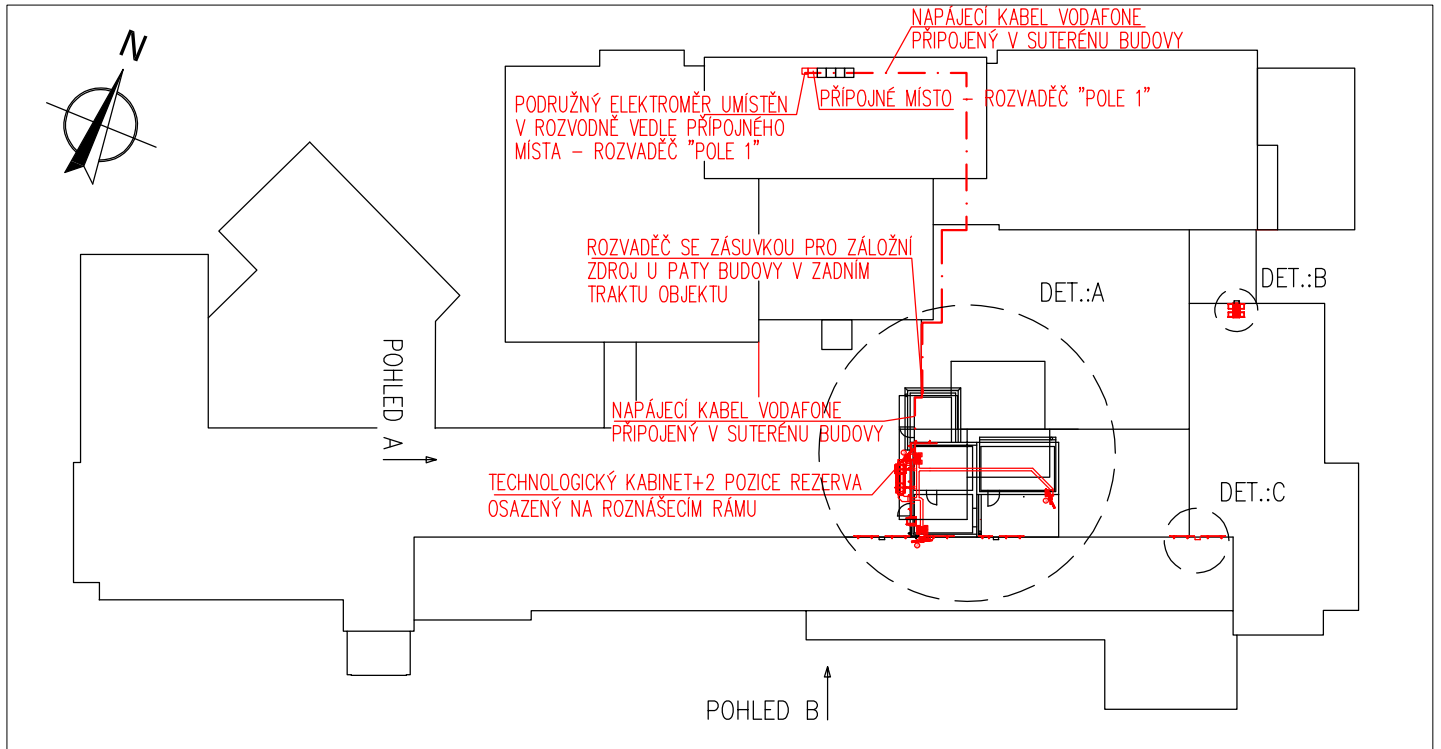 N
NAPÁJECÍ KABEL VODAFONE
PŘIPOJENÝ V SUTERÉNU BUDOVY
PODRUŽNÝ ELEKTROMĚR UMÍSTĚN
V ROZVODNĚ VEDLE PŘÍPOJNÉHO
MÍSTA – ROZVADĚČ "POLE 1"
PŘÍPOJNÉ MÍSTO – ROZVADĚČ "POLE 1"
ROZVADĚČ SE ZÁSUVKOU PRO ZÁLOŽNÍ
ZDROJ U PATY BUDOVY V ZADNÍM
TRAKTU OBJEKTU
DET.:A
DET.:B
POHLED A
NAPÁJECÍ KABEL VODAFONE
PŘIPOJENÝ V SUTERÉNU BUDOVY
TECHNOLOGICKÝ KABINET+2 POZICE REZERVA
OSAZENÝ NA ROZNÁŠECÍM RÁMU
DET.:C
POHLED B